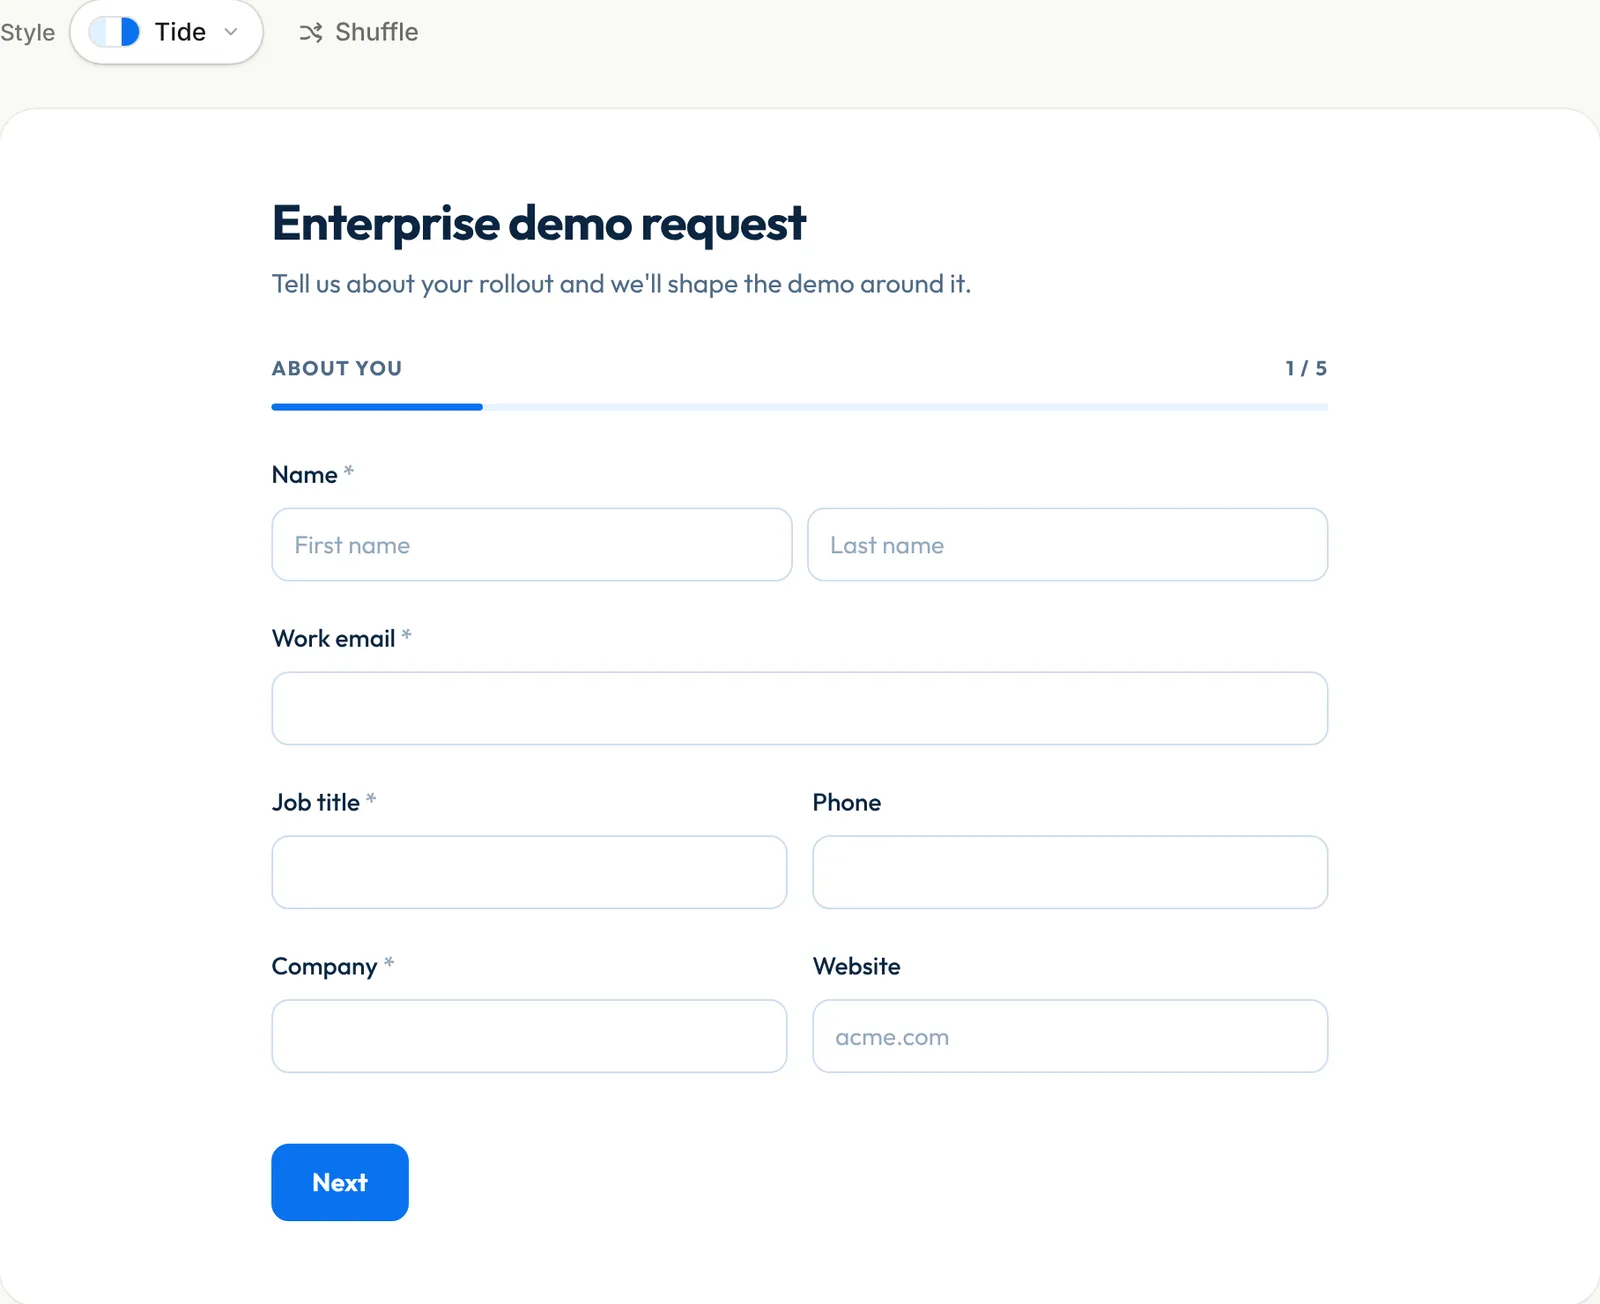 Style Tide Shuffle
Enterprise demo request
Tell us about your rollout and we'll shape the demo around it.
ABOUT YOU 1 / 5
Name *
First name Last name
Work email *
Job title * Phone
Company * Website
acme.com
Next